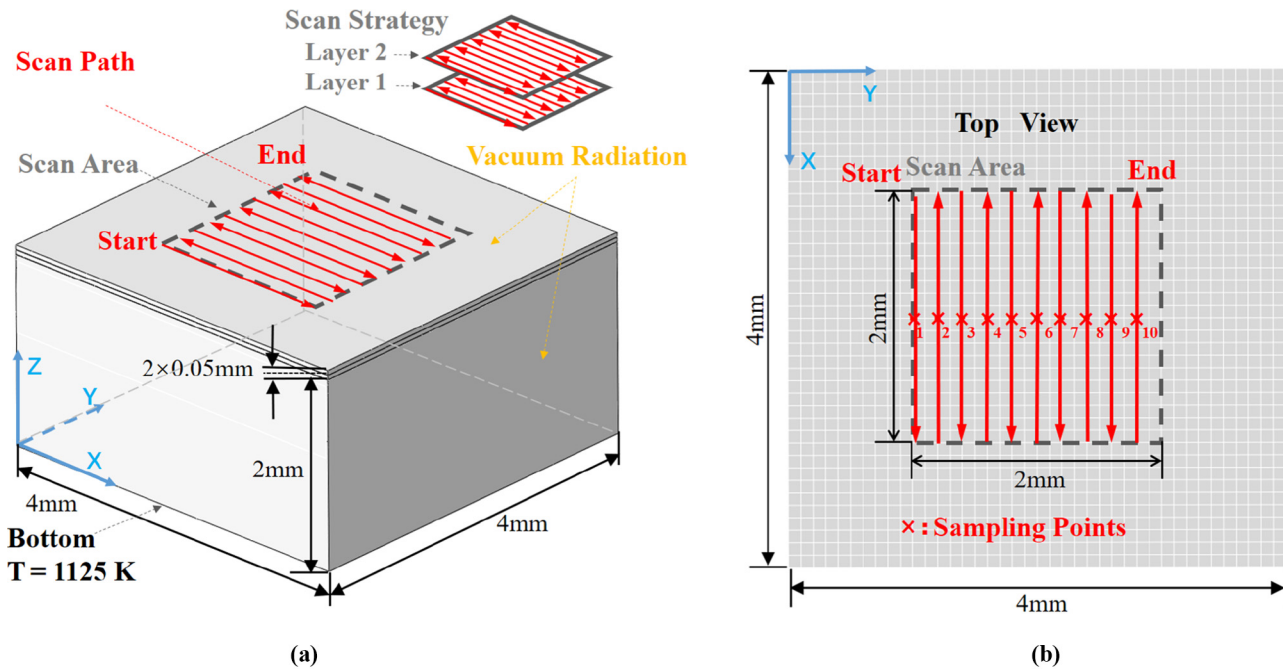 Scan Strategy
Layer 2
Layer 1
Scan Path
Scan Area
End
Vacuum Radiation
Start
2×0.05mm
Z
Y
X
2mm
4mm
4mm
Bottom
T = 1125 K
(a)
Y
X
Top View
Start
Scan Area
End
4mm
2mm
1 2 3 4 5 6 7 8 9 10
2mm
×:Sampling Points
4mm
(b)